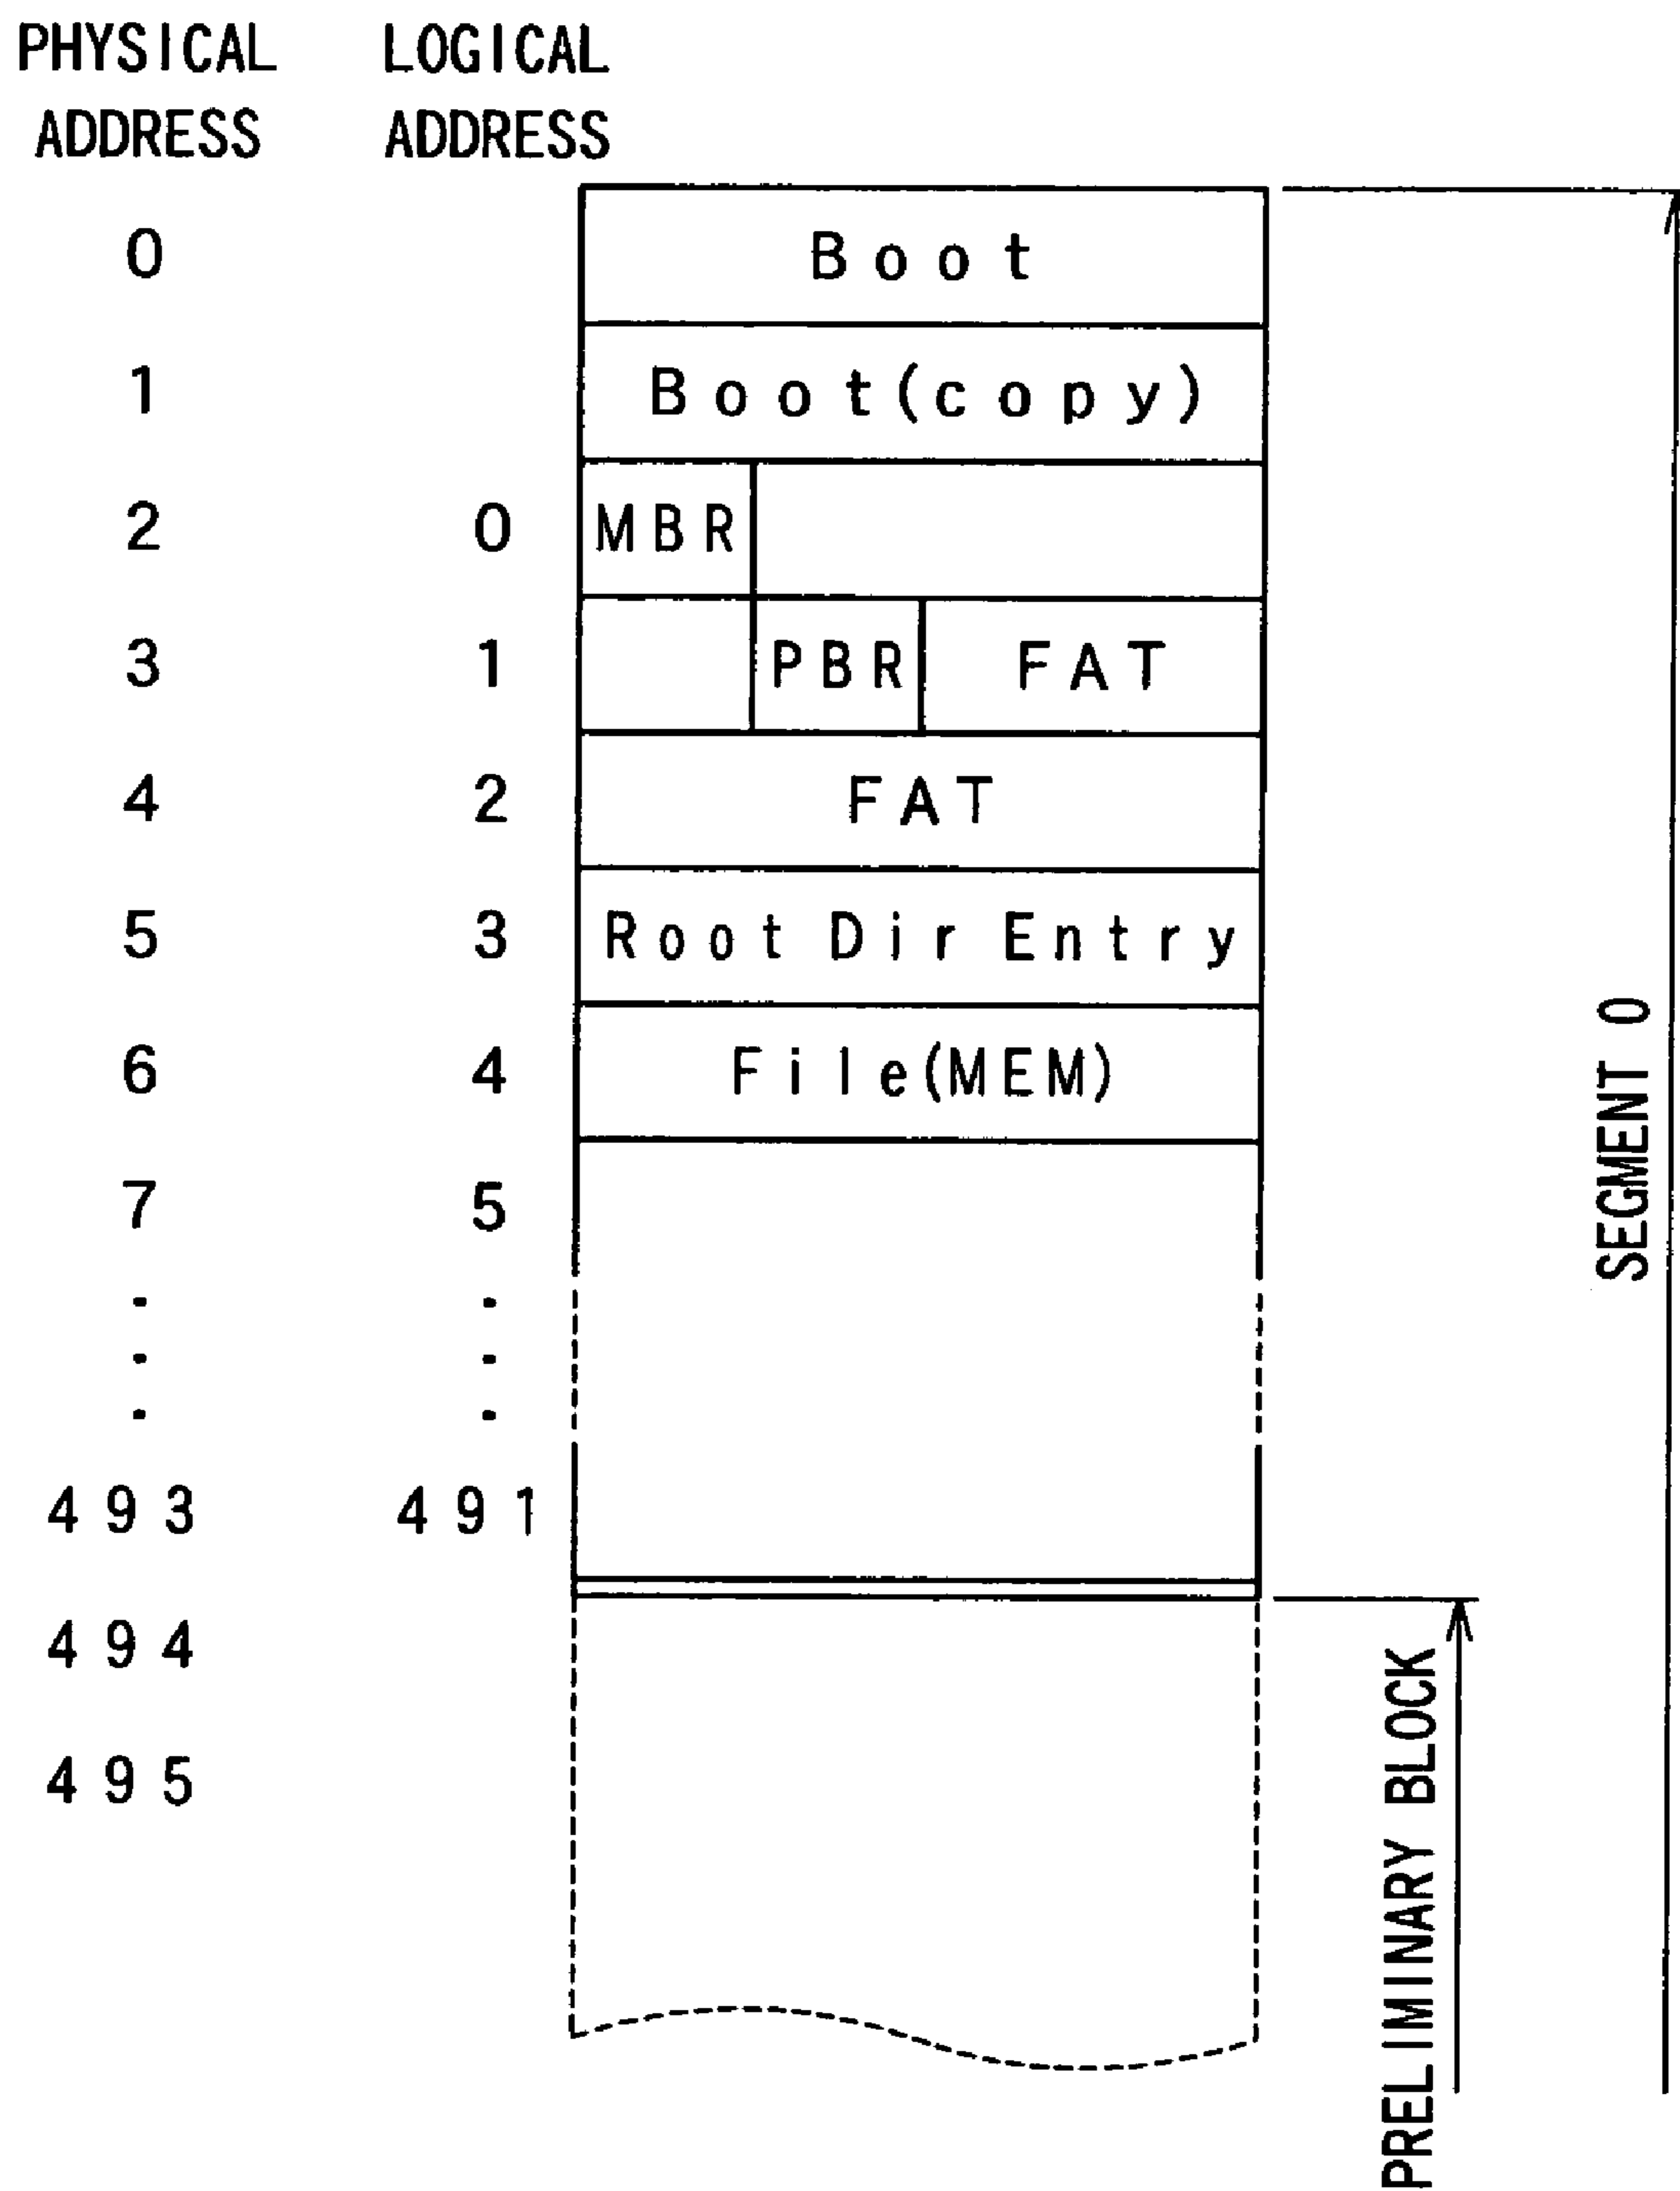 PHYSICAL LOGICAL
ADDRESS ADDRESS
0 Boot
1 Boot(copy)
2 0 MBR
3 1 PBR FAT
4 2 FAT
5 3 Root Dir Entry
6 4 File(MEM)
7 5
. .
. .
. .
493 491
494
495
PRELIMINARY BLOCK
SEGMENT 0